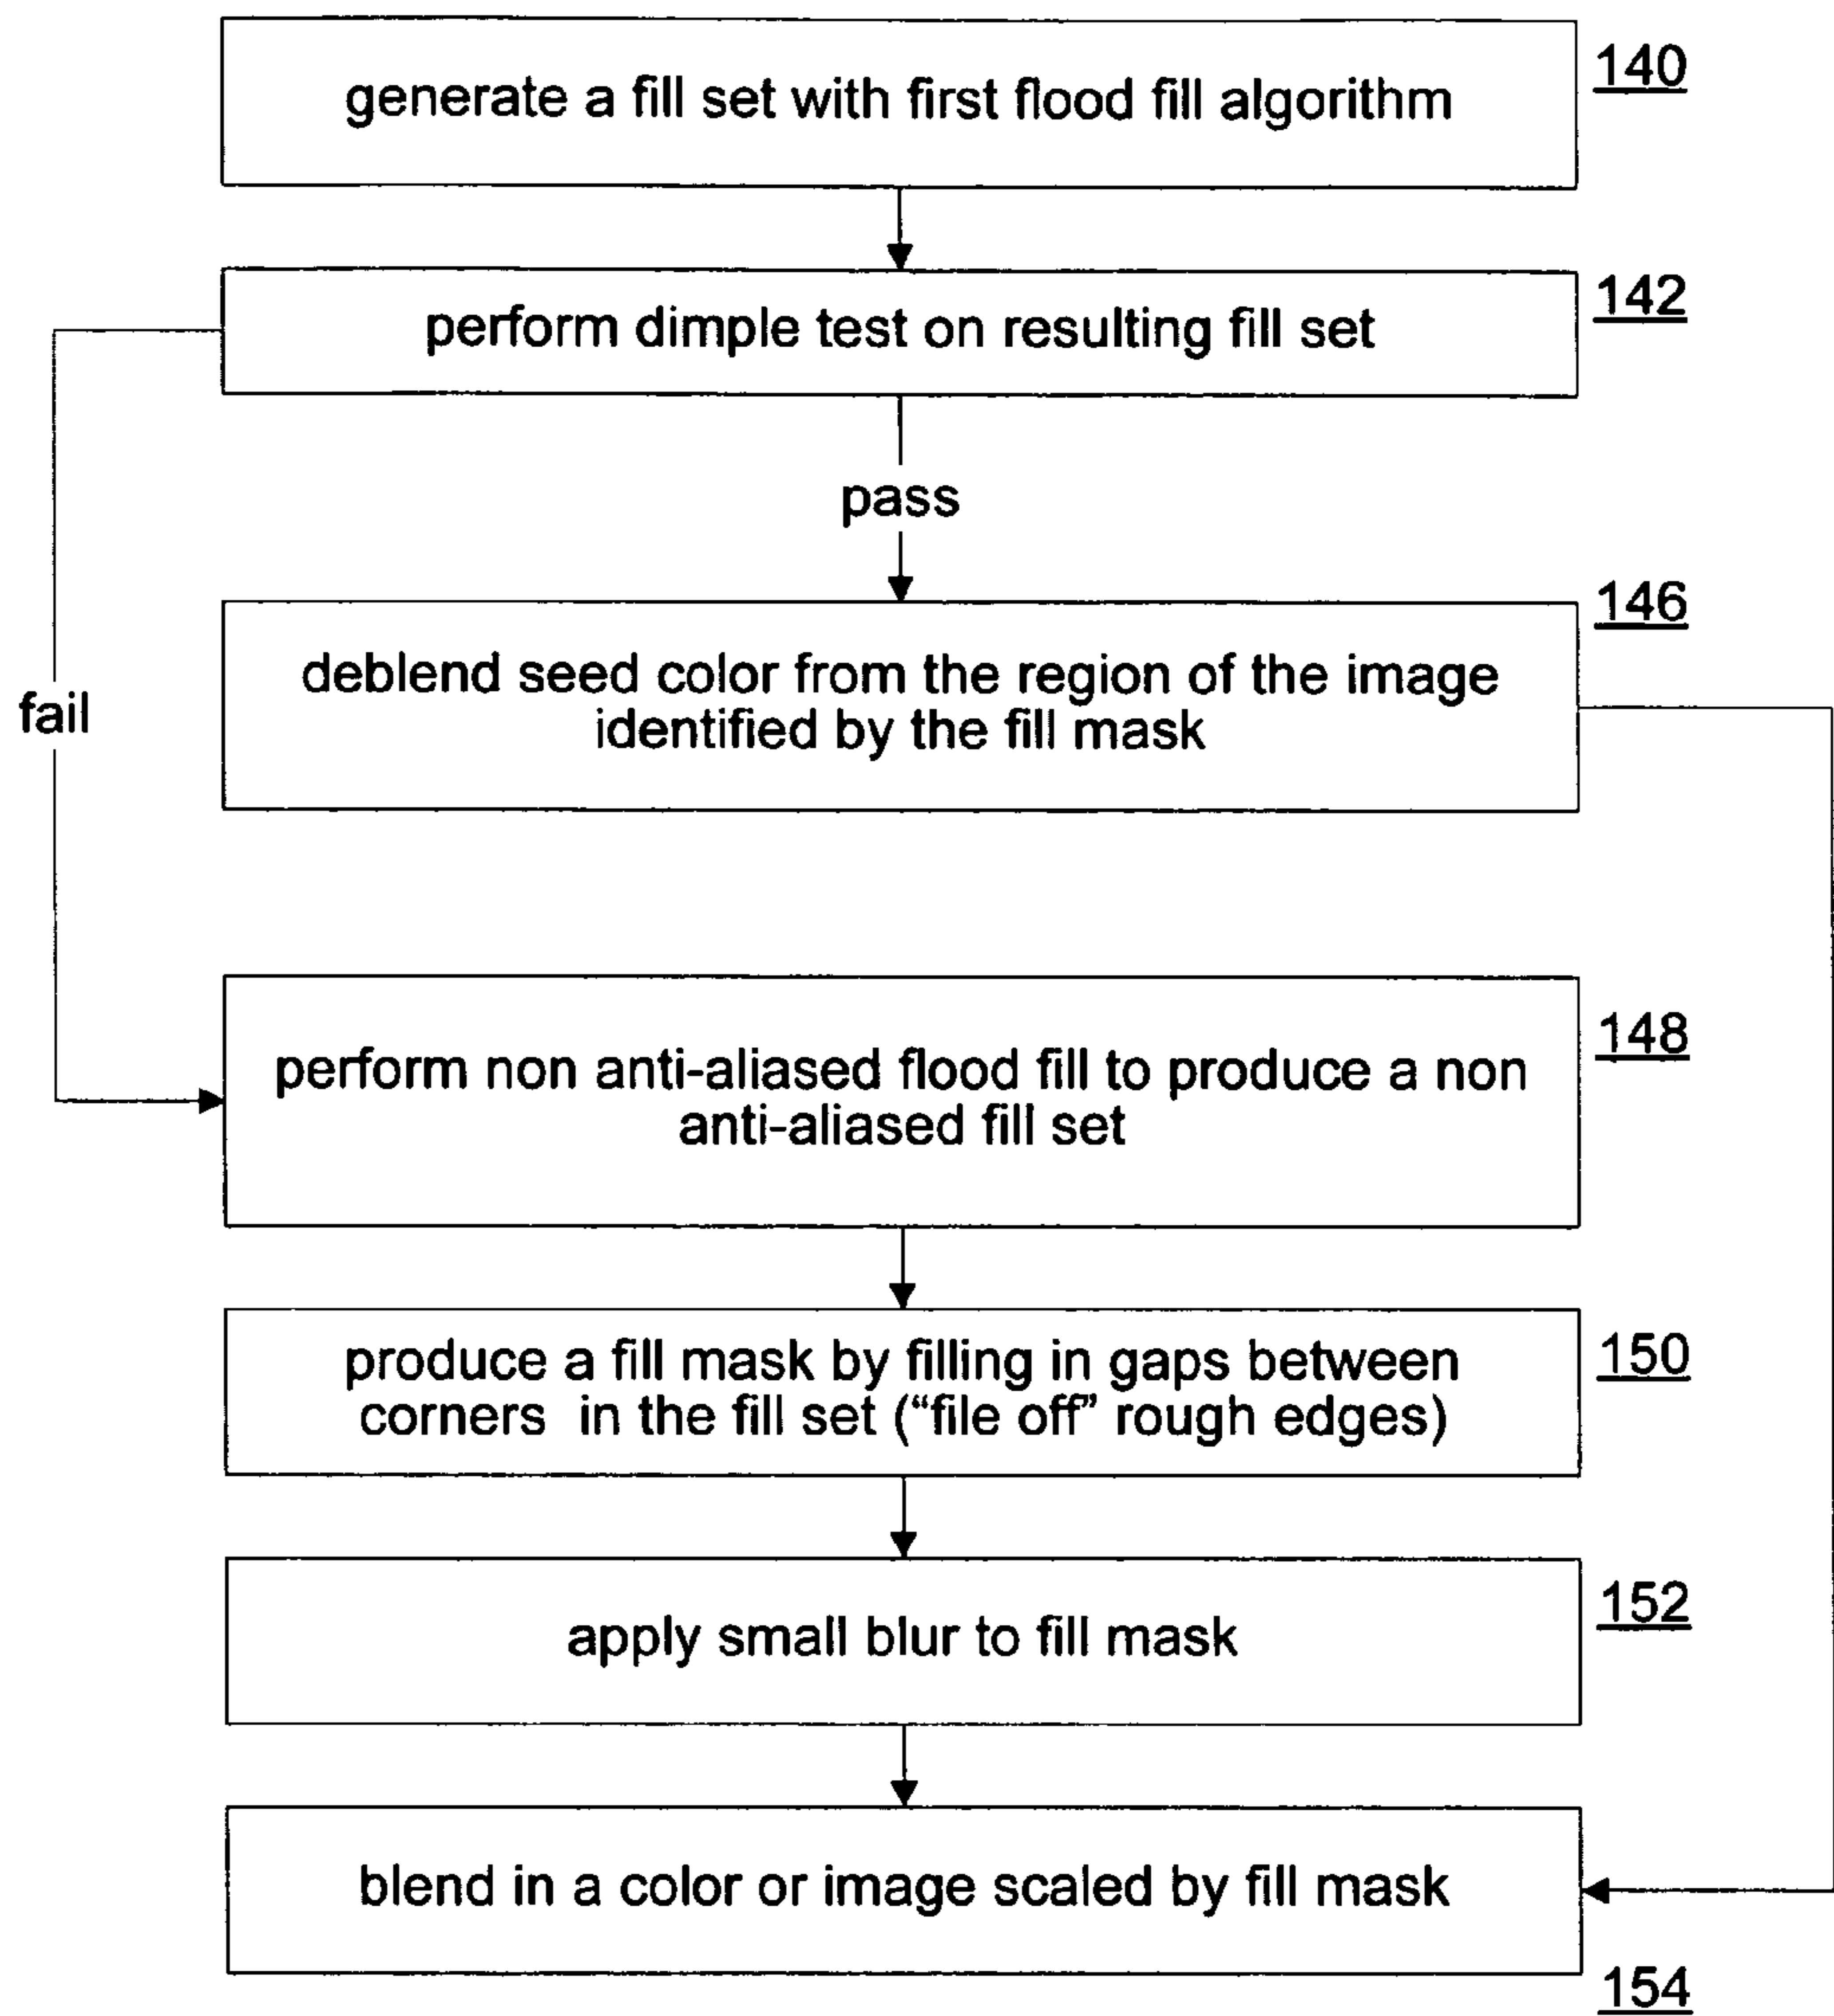 generate a fill set with first flood fill algorithm
140
perform dimple test on resulting fill set
142
pass
deblend seed color from the region of the image
identified by the fill mask
146
fail
perform non anti-aliased flood fill to produce a non
anti-aliased fill set
148
produce a fill mask by filling in gaps between
corners in the fill set (“file off” rough edges)
150
apply small blur to fill mask
152
blend in a color or image scaled by fill mask
154